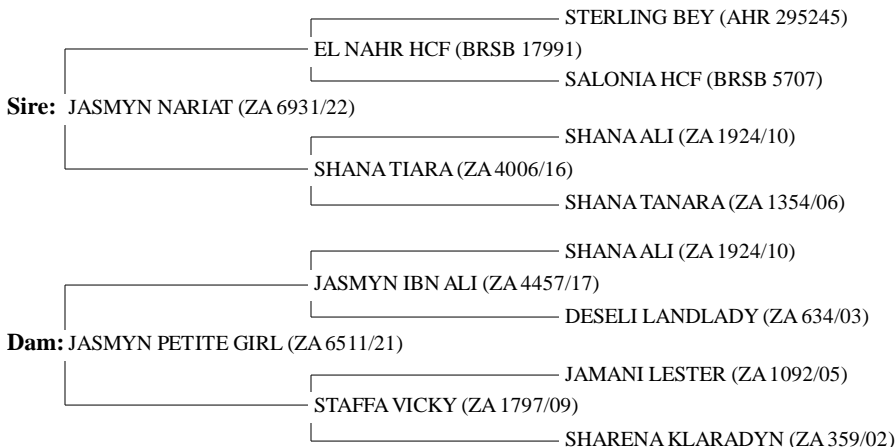 STERLING BEY (AHR 295245)
EL NAHR HCF (BRSB 17991)
SALONIA HCF (BRSB 5707)
Sire: JASMYN NARIAT (ZA 6931/22)
SHANA ALI (ZA 1924/10)
SHANA TIARA (ZA 4006/16)
SHANA TANARA (ZA 1354/06)
SHANA ALI (ZA 1924/10)
JASMYN IBN ALI (ZA 4457/17)
DESELI LANDLADY (ZA 634/03)
Dam: JASMYN PETITE GIRL (ZA 6511/21)
JAMANI LESTER (ZA 1092/05)
STAFFA VICKY (ZA 1797/09)
SHARENA KLARADYN (ZA 359/02)